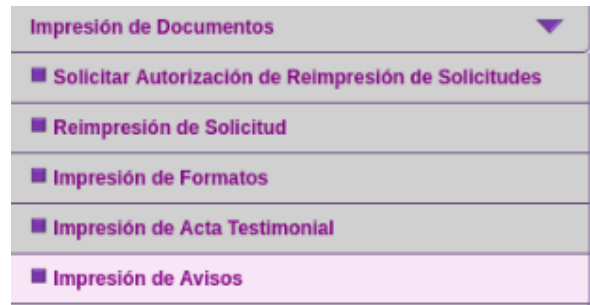 Impresión de Documentos
Solicitar Autorización de Reimpresión de Solicitudes
Reimpresión de Solicitud
Impresión de Formatos
Impresión de Acta Testimonial
Impresión de Avisos